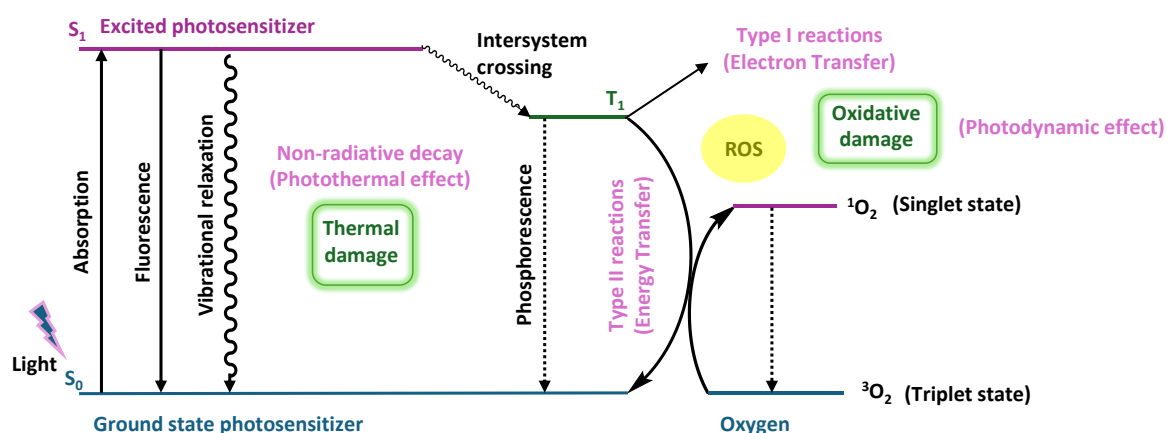 S₁ Excited photosensitizer
Intersystem
crossing
Type I reactions
(Electron Transfer)
T₁
Oxidative
damage
(Photodynamic effect)
ROS
Absorption
Fluorescence
Vibrational relaxation
Non-radiative decay
(Photothermal effect)
Thermal
damage
Phosphorescence
Type II reactions
(Energy Transfer)
¹O₂ (Singlet state)
Light
S₀
³O₂ (Triplet state)
Ground state photosensitizer
Oxygen